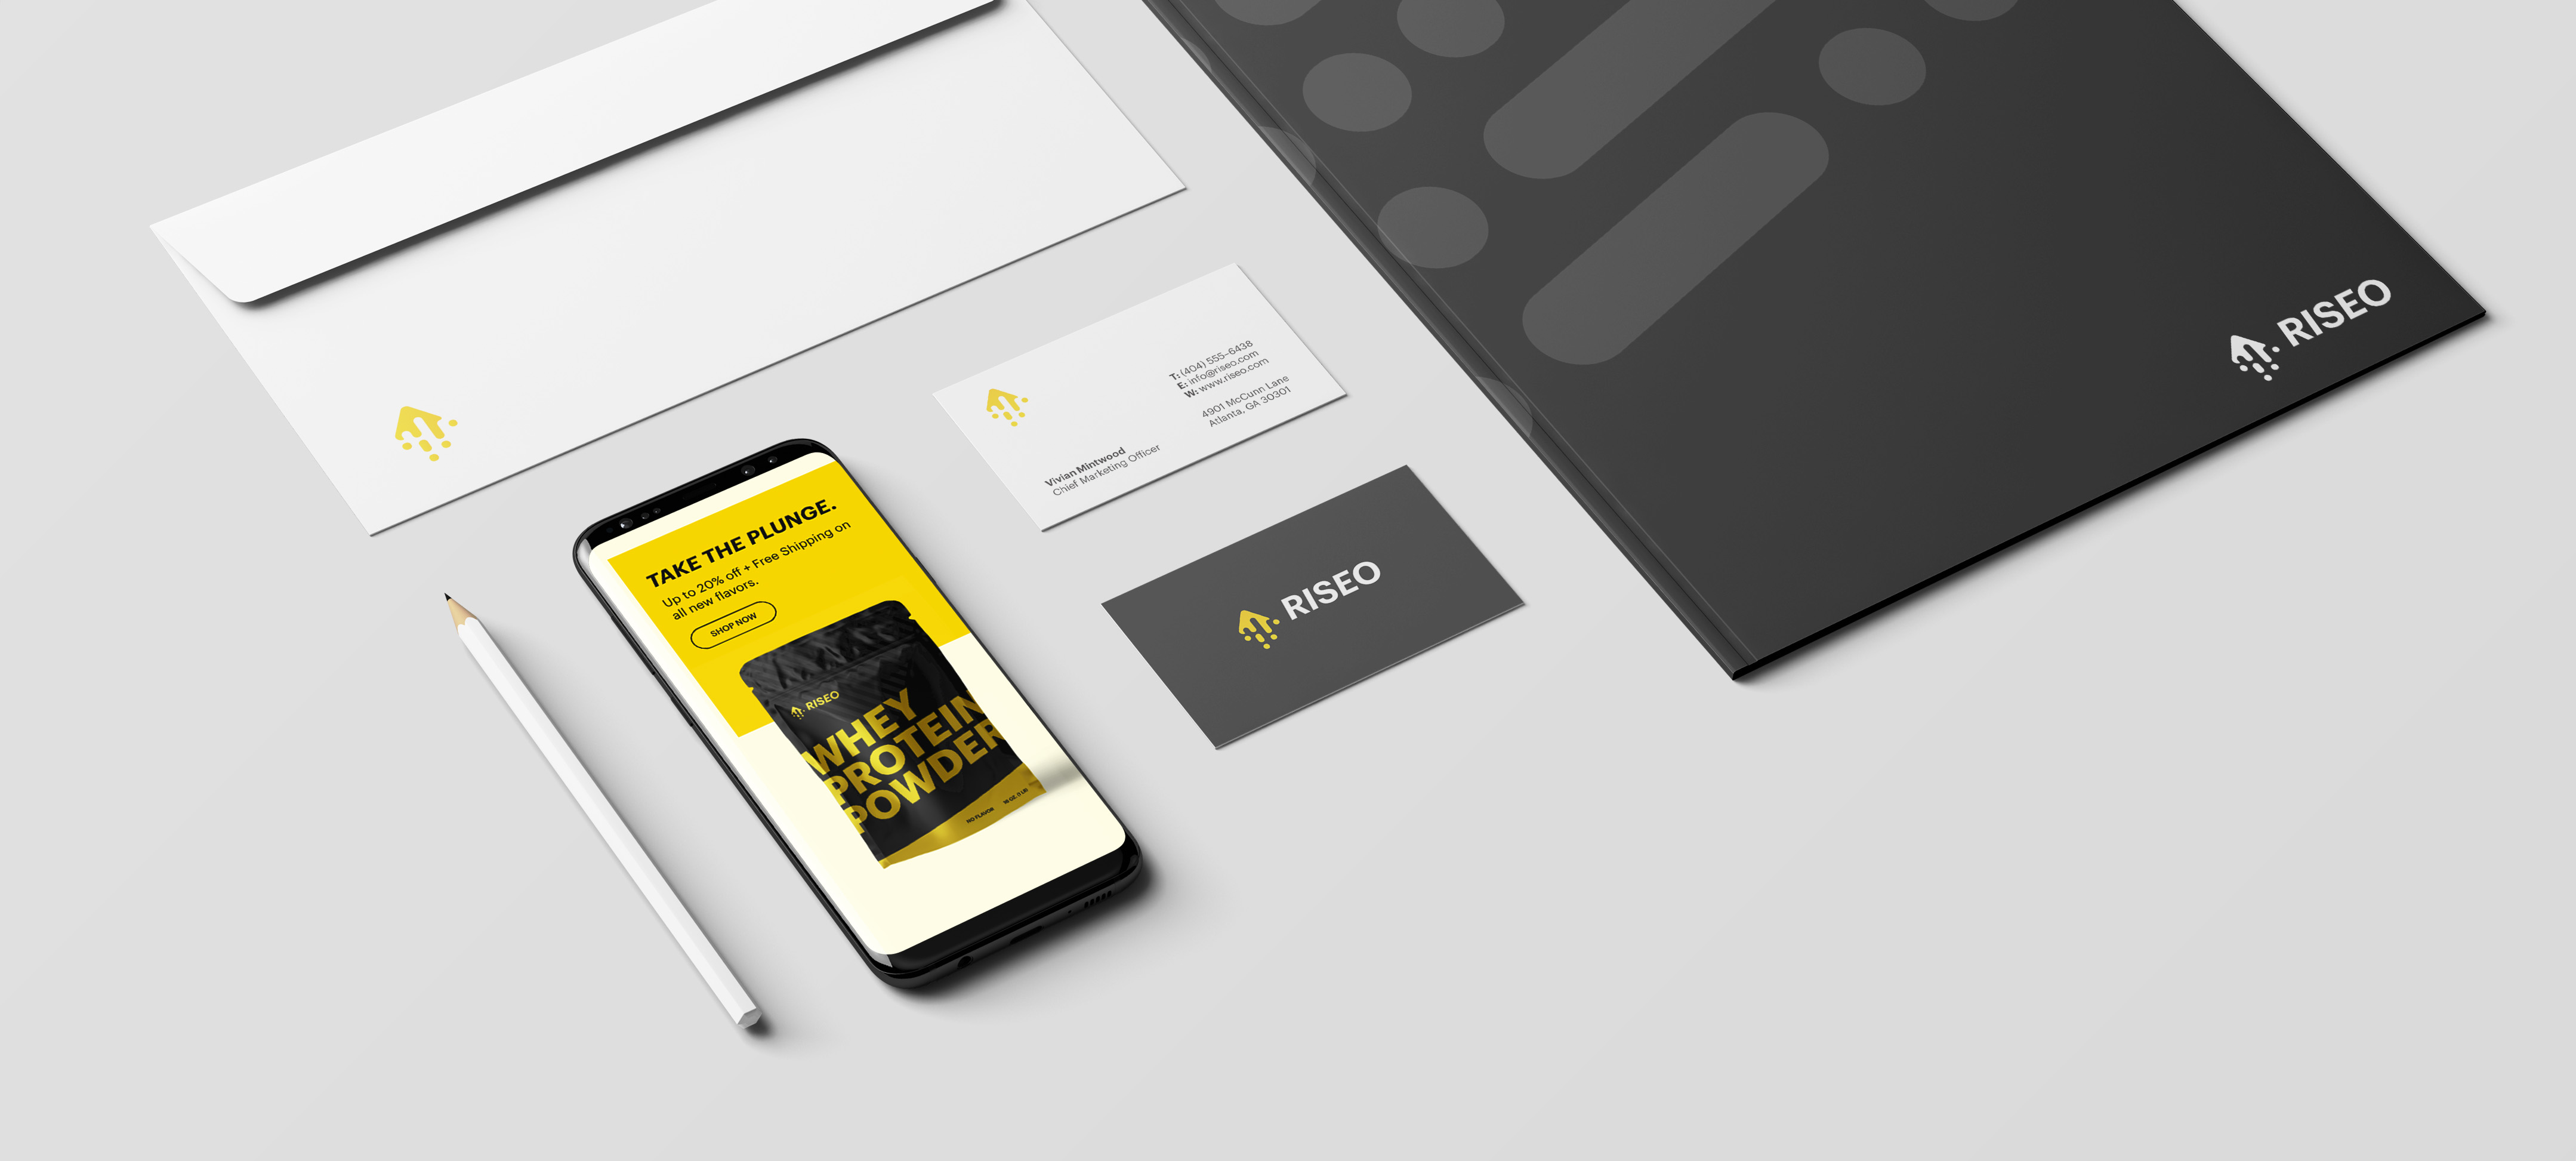 T: (404) 555-6438
E: info@riseo.com
W: www.riseo.com
4901 McCunn Lane
Atlanta, GA 30301
Vivian Mintwood
Chief Marketing Officer
RISEO
RISEO
TAKE THE PLUNGE.
Up to 20% off + Free Shipping on
all new flavors.
SHOP NOW
RISEO
WHEY
PROTEIN
POWDER
NO FLAVOR